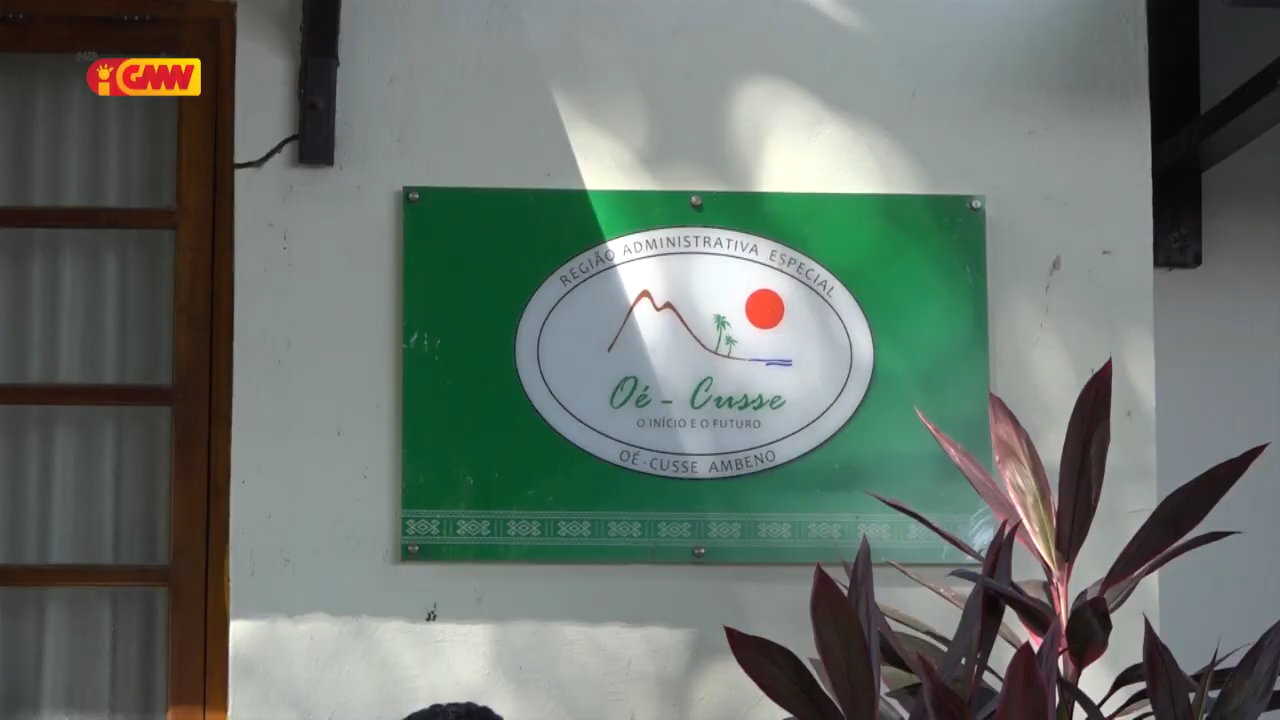 GMN
REGIÃO ADMINISTRATIVA ESPECIAL
Oé - Cusse
O INÍCIO E O FUTURO
OÉ-CUSSE AMBENO